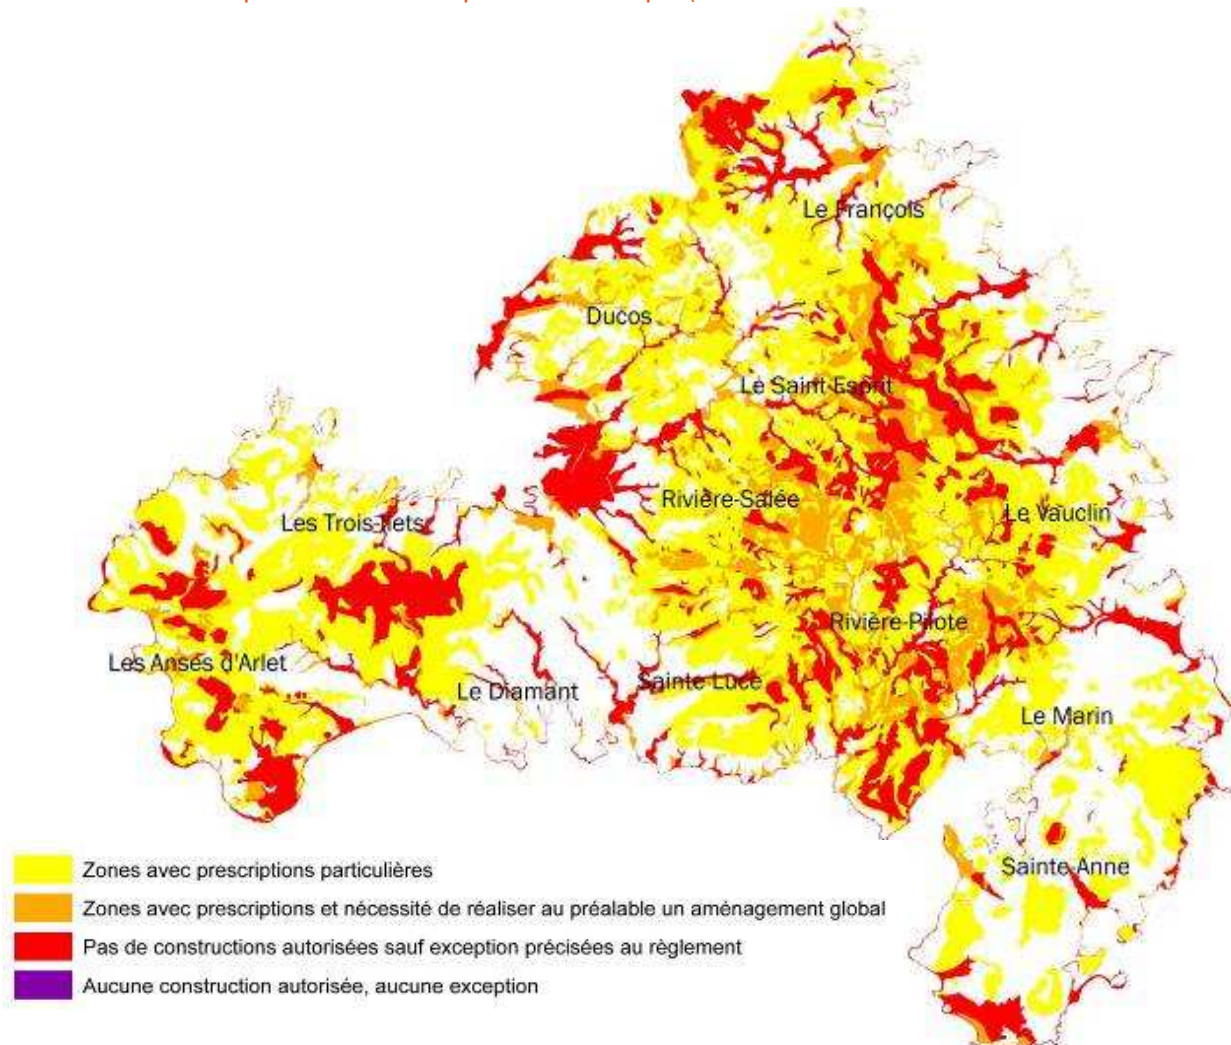 Le François
Ducos
Le Saint Esprit
Rivière-Salée
Les Trois-Ilets
Le Vauclin
Rivière-Pilote
Les Anses d'Arlet
Sainte-Luce
Le Diamant
Le Marin
Sainte-Anne
Zones avec prescriptions particulières
Zones avec prescriptions et nécessité de réaliser au préalable un aménagement global
Pas de constructions autorisées sauf exception précisées au règlement
Aucune construction autorisée, aucune exception